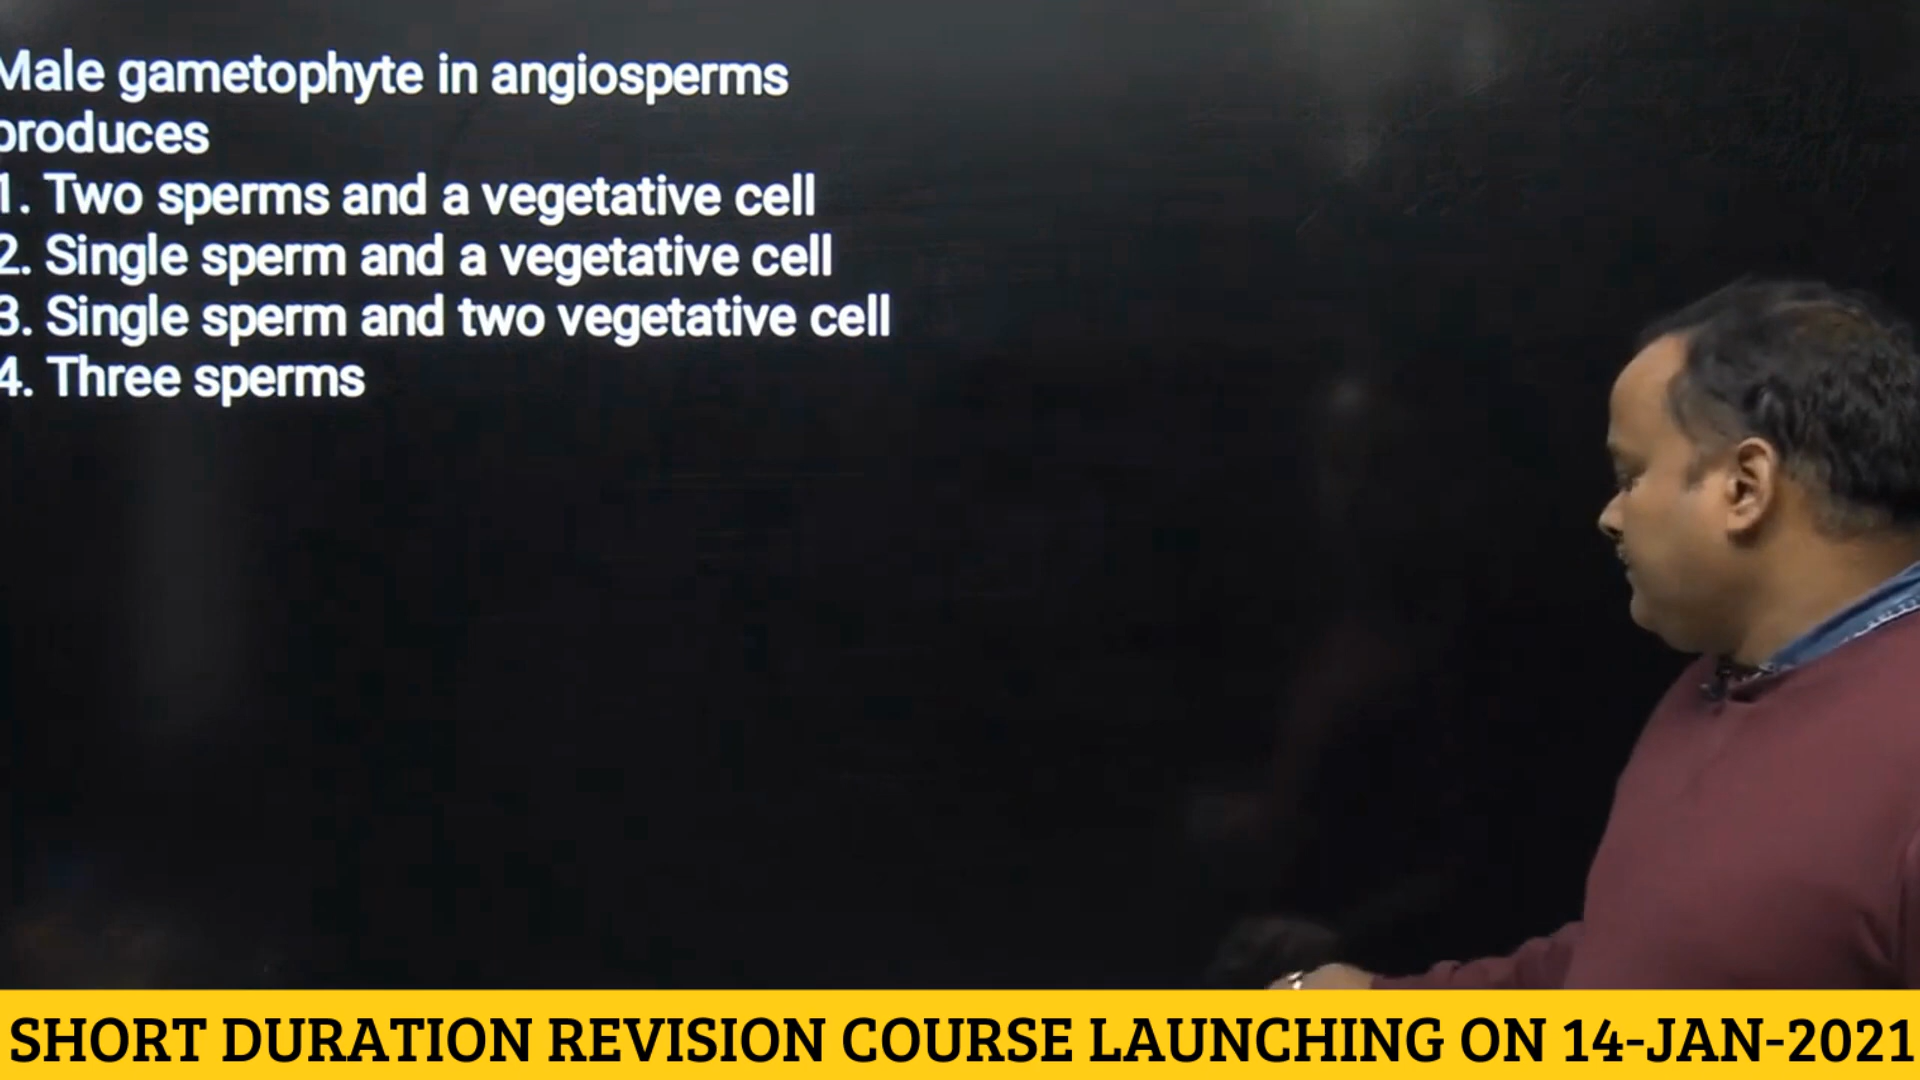 Male gametophyte in angiosperms
produces
1. Two sperms and a vegetative cell
2. Single sperm and a vegetative cell
3. Single sperm and two vegetative cell
4. Three sperms
SHORT DURATION REVISION COURSE LAUNCHING ON 14-JAN-2021